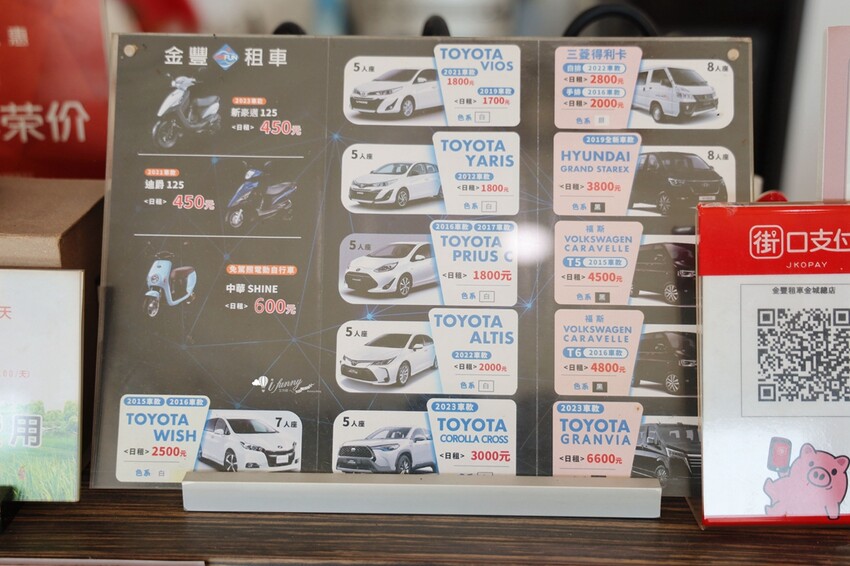 惠
荣价
天
用
金豐 FUN 租車
2022車款
新豪邁 125
<日租> 450元
2021車款
迪爵 125
<日租> 450元
免駕照電動自行車
中華 SHINE
<日租> 600元
i funny
2015車款 2016車款
TOYOTA
WISH
<日租> 2500元
色系 白
7人座
5人座
TOYOTA
VIOS
2021車款
1800元
2019車款
<日租> 1700元
色系 白
5人座
TOYOTA
YARIS
2022車款
<日租> 1800元
色系 白
5人座
2016車款 2017車款
TOYOTA
PRIUS C
<日租> 1800元
色系 白
5人座
TOYOTA
ALTIS
2022車款
<日租> 2000元
色系 白
5人座
2023車款
TOYOTA
COROLLA CROSS
<日租> 3000元
色系
三菱得利卡
自排 2022車款
<日租> 2800元
手排 2016車款
<日租> 2000元
色系
8人座
2019全新車款
HYUNDAI
GRAND STAREX
<日租> 3800元
色系 黑
8人座
福斯
VOLKSWAGEN
CARAVELLE
T5 2015車款
<日租> 4500元
色系 黑
福斯
VOLKSWAGEN
CARAVELLE
T6 2016車款
<日租> 4800元
色系 黑
2023車款
TOYOTA
GRANVIA
<日租> 6600元
街口支付
JKOPAY
金豐租車金城總店